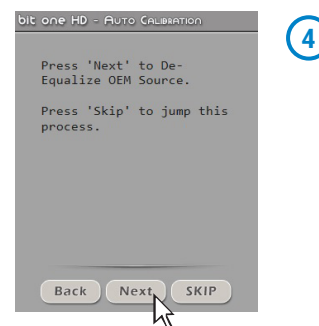 bit one HD - Auto Calibration
4
Press 'Next' to De-
Equalize OEM Source.
Press 'Skip' to jump this
process.
Back Next SKIP